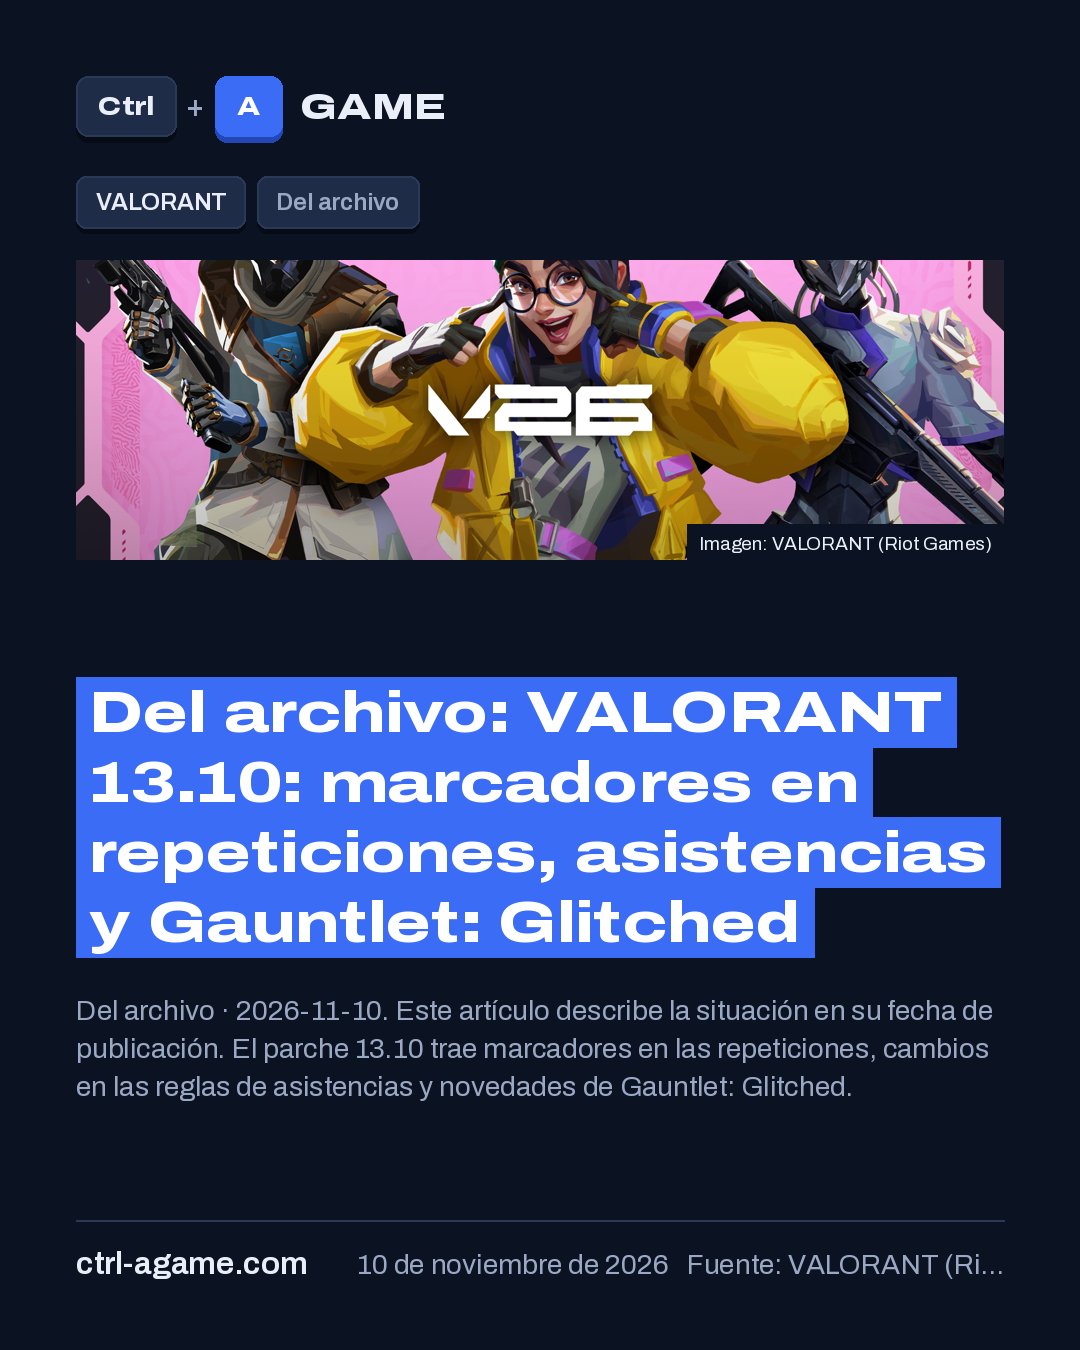 Ctrl + A GAME
VALORANT Del archivo
V26
Imagen: VALORANT (Riot Games)
Del archivo: VALORANT
13.10: marcadores en
repeticiones, asistencias
y Gauntlet: Glitched
Del archivo · 2026-11-10. Este artículo describe la situación en su fecha de
publicación. El parche 13.10 trae marcadores en las repeticiones, cambios
en las reglas de asistencias y novedades de Gauntlet: Glitched.
ctrl-agame.com 10 de noviembre de 2026 Fuente: VALORANT (Ri...